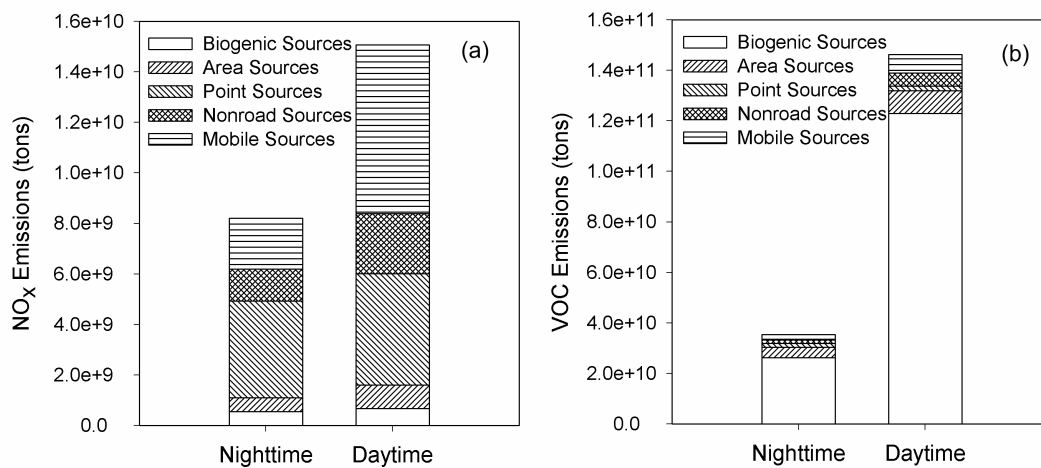 (a)
NOX Emissions (tons)
1.6e+10
1.4e+10
1.2e+10
1.0e+10
8.0e+9
6.0e+9
4.0e+9
2.0e+9
0.0
Biogenic Sources
Area Sources
Point Sources
Nonroad Sources
Mobile Sources
Nighttime Daytime
(b)
VOC Emissions (tons)
1.6e+11
1.4e+11
1.2e+11
1.0e+11
8.0e+10
6.0e+10
4.0e+10
2.0e+10
0.0
Biogenic Sources
Area Sources
Point Sources
Nonroad Sources
Mobile Sources
Nighttime Daytime